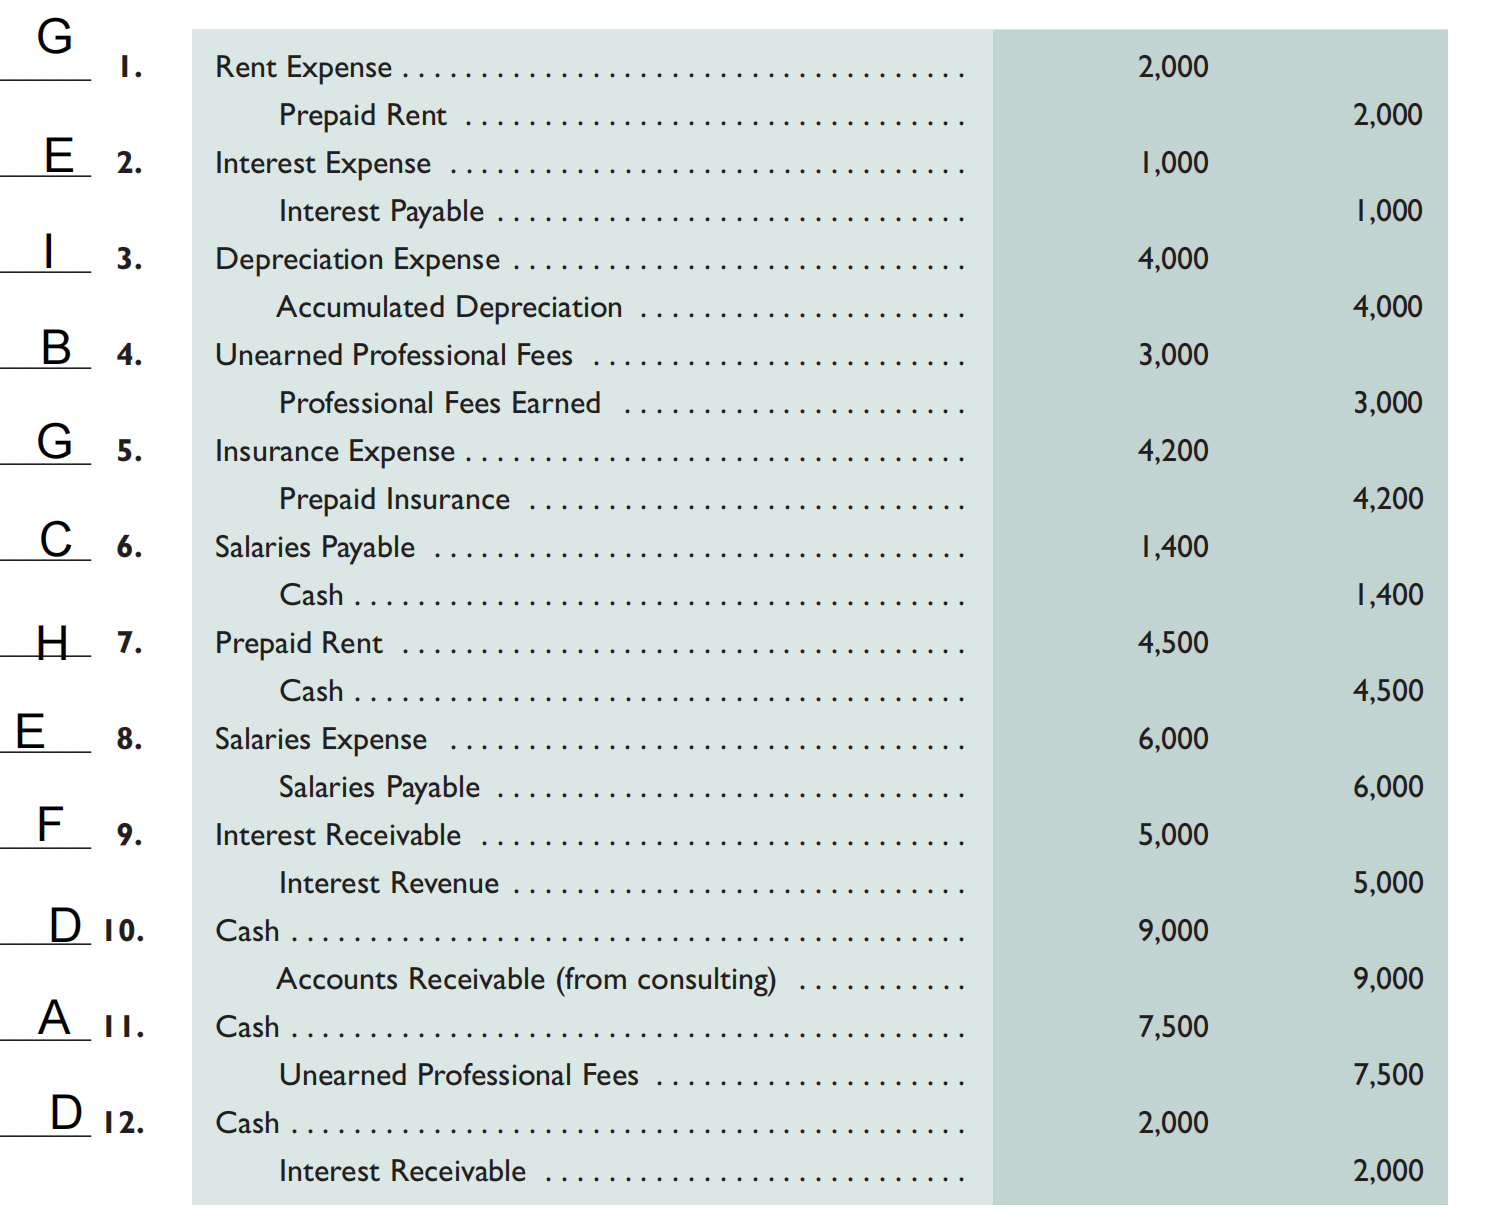 G 1. Rent Expense . . . . . . . . . . . . . . . . . . . . . . . . . . . . . . . . . . . . 2,000
Prepaid Rent . . . . . . . . . . . . . . . . . . . . . . . . . . . . . . . . 2,000
E 2. Interest Expense . . . . . . . . . . . . . . . . . . . . . . . . . . . . . . . . . 1,000
Interest Payable . . . . . . . . . . . . . . . . . . . . . . . . . . . . . . 1,000
I 3. Depreciation Expense . . . . . . . . . . . . . . . . . . . . . . . . . . . . . 4,000
Accumulated Depreciation . . . . . . . . . . . . . . . . . . . . . 4,000
B 4. Unearned Professional Fees . . . . . . . . . . . . . . . . . . . . . . . . 3,000
Professional Fees Earned . . . . . . . . . . . . . . . . . . . . . . 3,000
G 5. Insurance Expense . . . . . . . . . . . . . . . . . . . . . . . . . . . . . . . . 4,200
Prepaid Insurance . . . . . . . . . . . . . . . . . . . . . . . . . . . . 4,200
C 6. Salaries Payable . . . . . . . . . . . . . . . . . . . . . . . . . . . . . . . . . . 1,400
Cash . . . . . . . . . . . . . . . . . . . . . . . . . . . . . . . . . . . . . . . 1,400
H 7. Prepaid Rent . . . . . . . . . . . . . . . . . . . . . . . . . . . . . . . . . . . . 4,500
Cash . . . . . . . . . . . . . . . . . . . . . . . . . . . . . . . . . . . . . . . 4,500
E 8. Salaries Expense . . . . . . . . . . . . . . . . . . . . . . . . . . . . . . . . . 6,000
Salaries Payable . . . . . . . . . . . . . . . . . . . . . . . . . . . . . . 6,000
F 9. Interest Receivable . . . . . . . . . . . . . . . . . . . . . . . . . . . . . . . 5,000
Interest Revenue . . . . . . . . . . . . . . . . . . . . . . . . . . . . . 5,000
D 10. Cash . . . . . . . . . . . . . . . . . . . . . . . . . . . . . . . . . . . . . . . . . . . 9,000
Accounts Receivable (from consulting) . . . . . . . . . . . 9,000
A 11. Cash . . . . . . . . . . . . . . . . . . . . . . . . . . . . . . . . . . . . . . . . . . . 7,500
Unearned Professional Fees . . . . . . . . . . . . . . . . . . . . 7,500
D 12. Cash . . . . . . . . . . . . . . . . . . . . . . . . . . . . . . . . . . . . . . . . . . . 2,000
Interest Receivable . . . . . . . . . . . . . . . . . . . . . . . . . . . 2,000